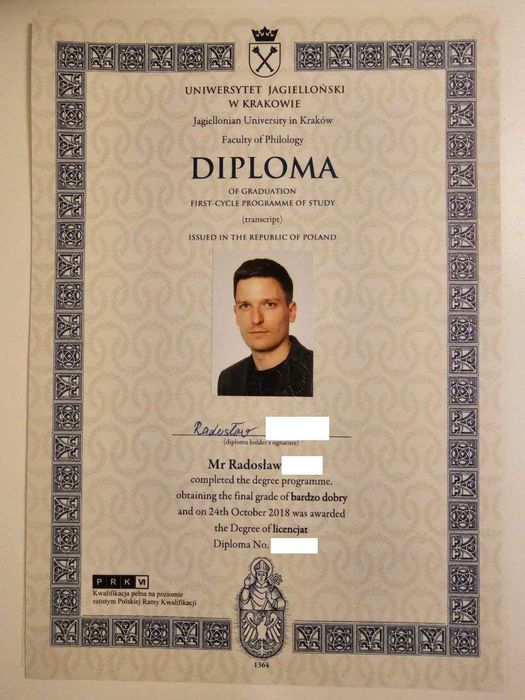 UNIWERSYTET JAGIELLOŃSKI
W KRAKOWIE
Jagiellonian University in Kraków
Faculty of Philology
DIPLOMA
OF GRADUATION
FIRST-CYCLE PROGRAMME OF STUDY
(transcript)
ISSUED IN THE REPUBLIC OF POLAND
Radosław
(diploma holder's signature)
Mr Radosław
completed the degree programme,
obtaining the final grade of bardzo dobry
and on 24th October 2018 was awarded
the Degree of licencjat
Diploma No.
PRK VI
Kwalifikacja pełna na poziomie
szóstym Polskiej Ramy Kwalifikacji
1364